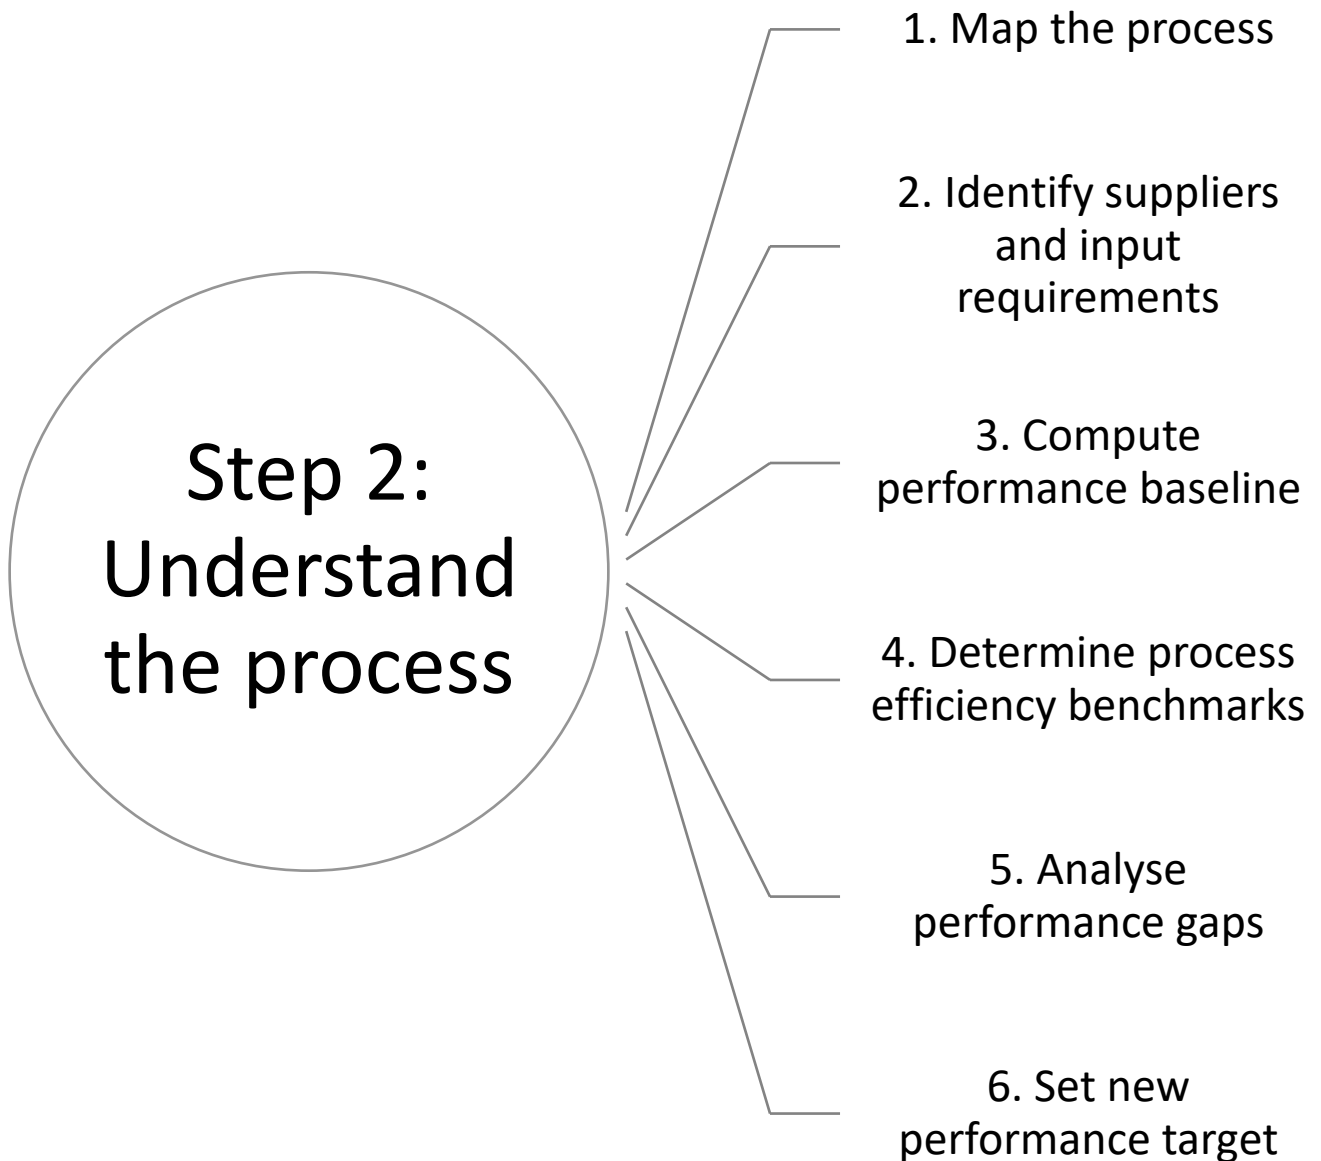 Step 2:
Understand
the process
1. Map the process
2. Identify suppliers
and input
requirements
3. Compute
performance baseline
4. Determine process
efficiency benchmarks
5. Analyse
performance gaps
6. Set new
performance target